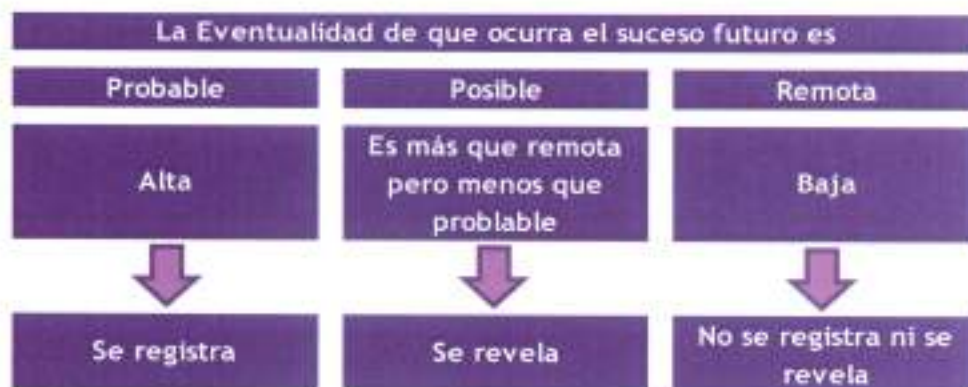 La Eventualidad de que ocurra el suceso futuro es
Probable
Posible
Remota
Alta
Es más que remota
pero menos que
problable
Baja
Se registra
Se revela
No se registra ni se
revela